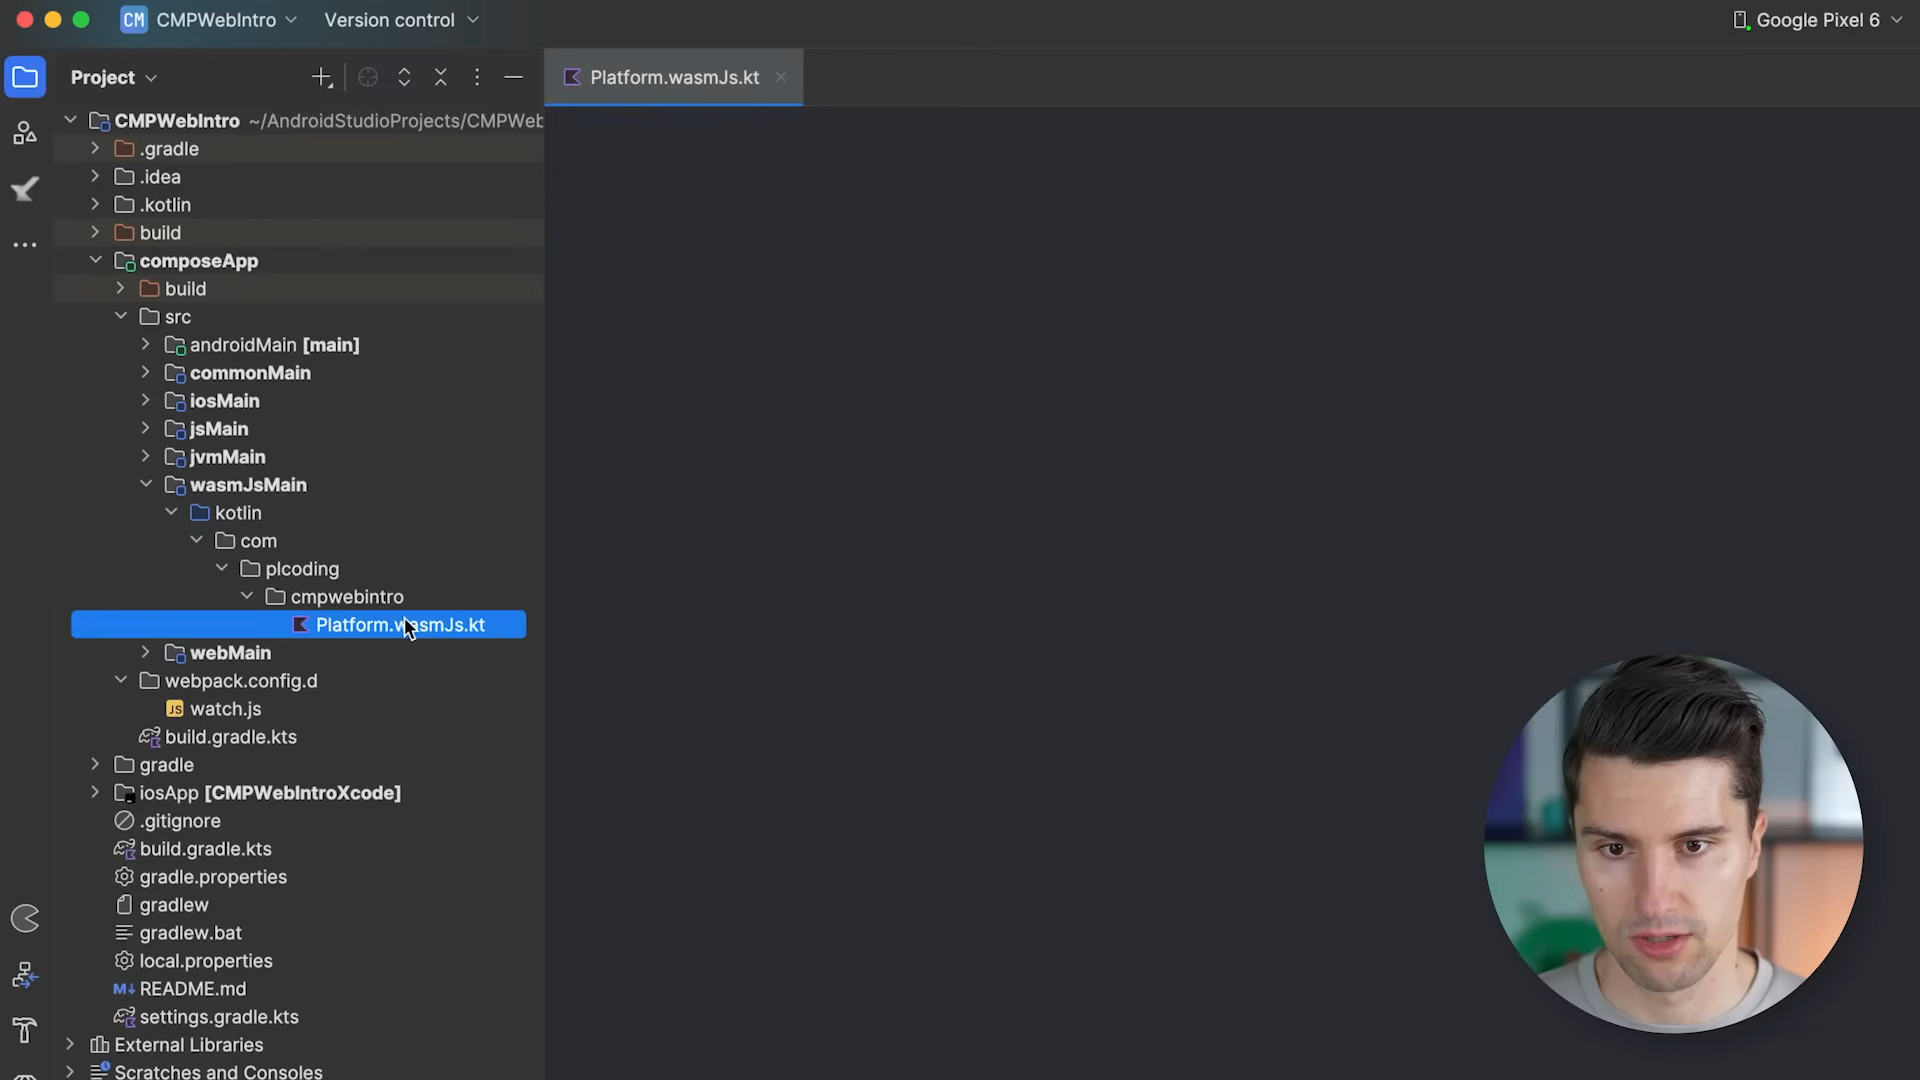 CM CMPWebIntro Version control Google Pixel 6
Project
Platform.wasmJs.kt
CMPWebIntro ~/AndroidStudioProjects/CMPWeb
.gradle
.idea
.kotlin
build
composeApp
build
src
androidMain [main]
commonMain
iosMain
jsMain
jvmMain
wasmJsMain
kotlin
com
plcoding
cmpwebintro
Platform.wasmJs.kt
webMain
webpack.config.d
JS watch.js
build.gradle.kts
gradle
iosApp [CMPWebIntroXcode]
.gitignore
build.gradle.kts
gradle.properties
gradlew
gradlew.bat
local.properties
M↓ README.md
settings.gradle.kts
External Libraries
Scratches and Consoles